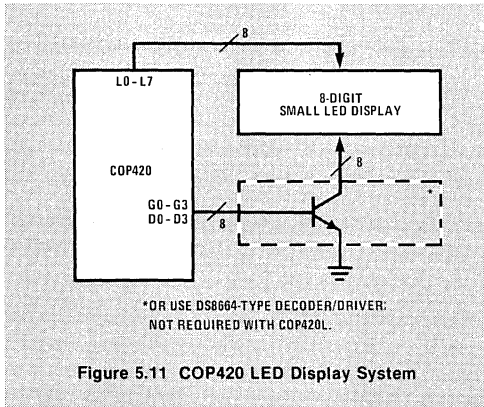 8
L0-L7
8-DIGIT
SMALL LED DISPLAY
COP420
8
*
G0-G3
D0-D3
8
*OR USE DS8664-TYPE DECODER/DRIVER;
NOT REQUIRED WITH COP420L.
Figure 5.11 COP420 LED Display System